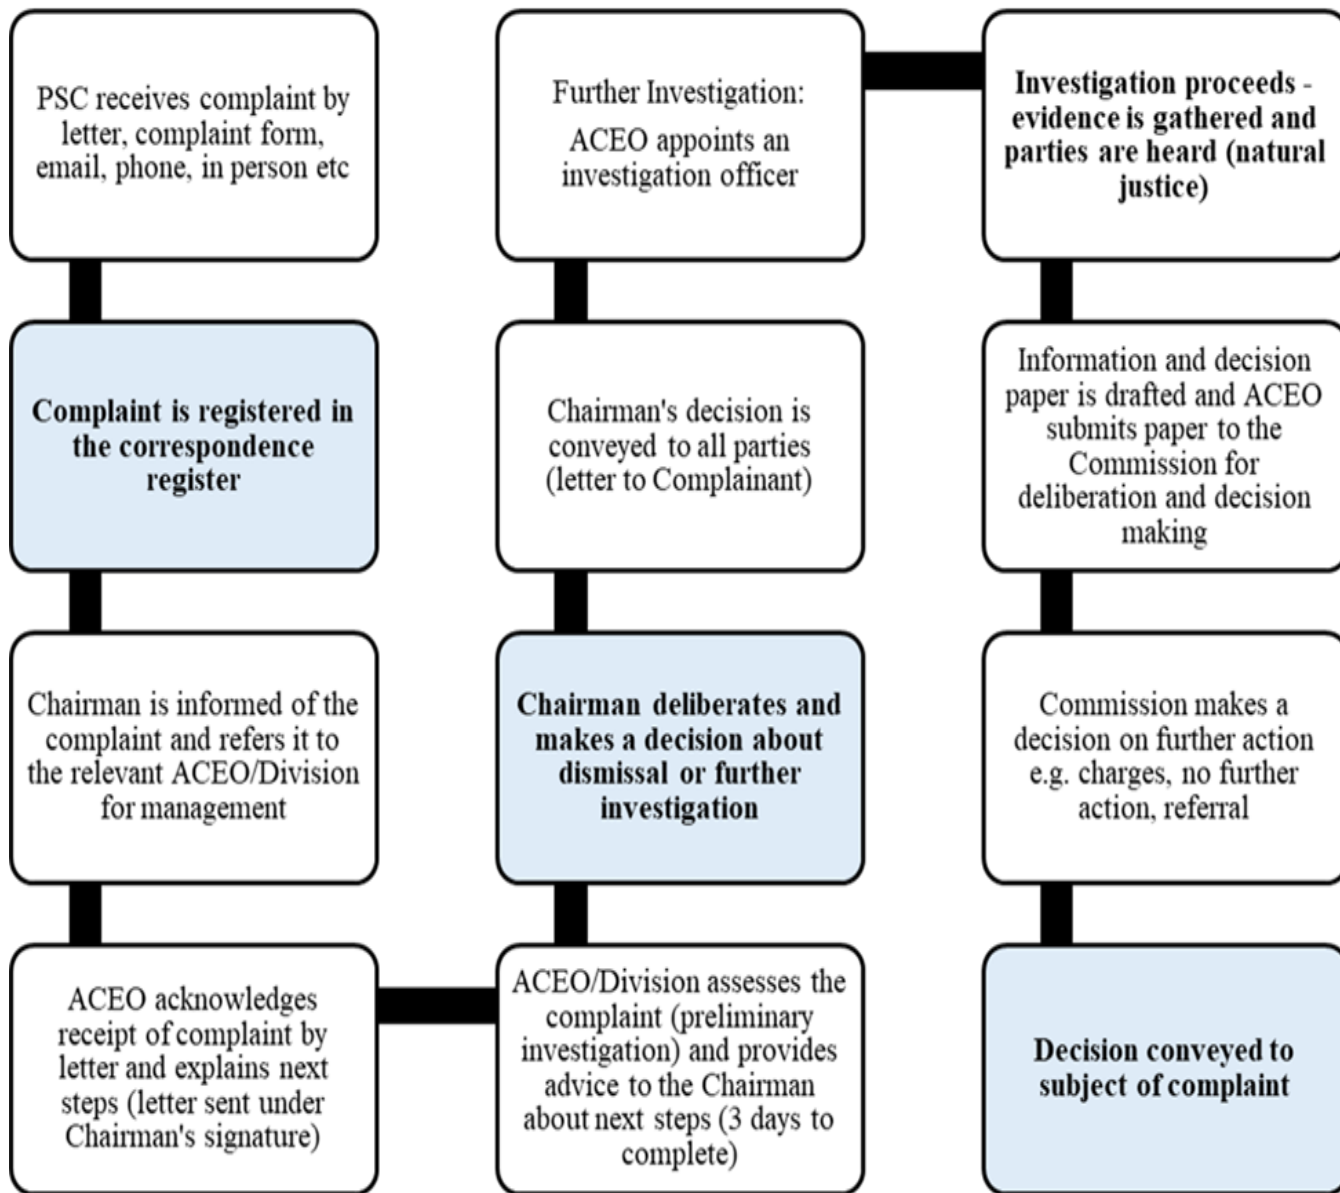 PSC receives complaint by
letter, complaint form,
email, phone, in person etc
Complaint is registered in
the correspondence
register
Chairman is informed of the
complaint and refers it to
the relevant ACEO/Division
for management
ACEO acknowledges
receipt of complaint by
letter and explains next
steps (letter sent under
Chairman's signature)
ACEO/Division assesses the
complaint (preliminary
investigation) and provides
advice to the Chairman
about next steps (3 days to
complete)
Chairman deliberates and
makes a decision about
dismissal or further
investigation
Chairman's decision is
conveyed to all parties
(letter to Complainant)
Further Investigation:
ACEO appoints an
investigation officer
Investigation proceeds -
evidence is gathered and
parties are heard (natural
justice)
Information and decision
paper is drafted and ACEO
submits paper to the
Commission for
deliberation and decision
making
Commission makes a
decision on further action
e.g. charges, no further
action, referral
Decision conveyed to
subject of complaint